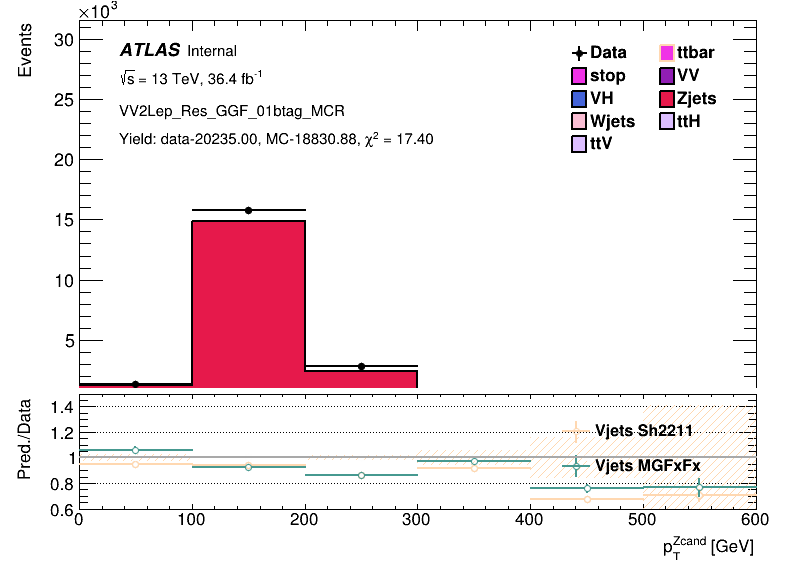 ×10³
Events
30
25
20
15
10
5
ATLAS Internal
√s = 13 TeV, 36.4 fb⁻¹
VV2Lep_Res_GGF_01btag_MCR
Yield: data-20235.00, MC-18830.88, χ² = 17.40
Data
ttbar
stop
VV
VH
Zjets
Wjets
ttH
ttV
Pred./Data
1.4
1.2
1
0.8
0.6
Vjets Sh2211
Vjets MGFxFx
0 100 200 300 400 500 600
p_T^Zcand [GeV]